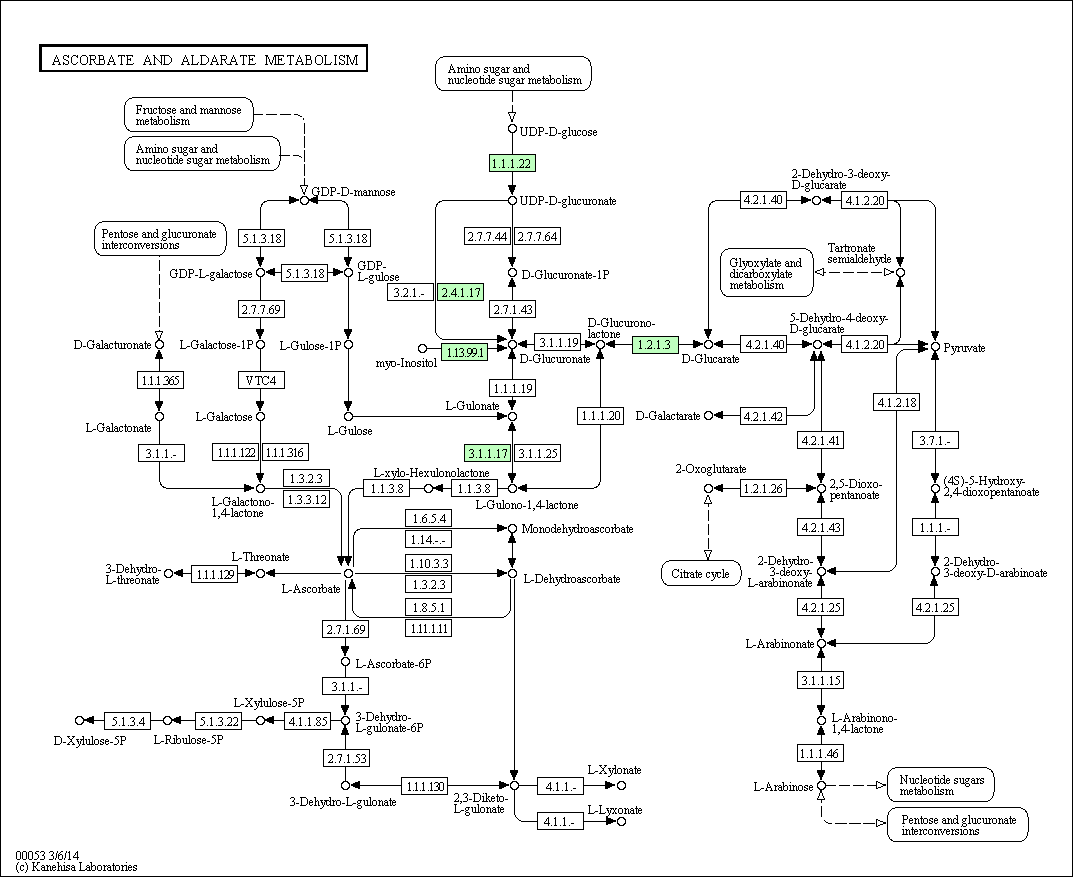 ASCORBATE AND ALDARATE METABOLISM
Amino sugar and
nucleotide sugar metabolism
Fructose and mannose
metabolism
Amino sugar and
nucleotide sugar metabolism
UDP-D-glucose
1.1.1.22
GDP-D-mannose
UDP-D-glucuronate
2-Dehydro-3-deoxy-
D-glucarate
4.2.1.40
4.1.2.20
Pentose and glucuronate
interconversions
5.1.3.18
5.1.3.18
2.7.7.44
2.7.7.64
Tartronate
semialdehyde
Glyoxylate and
dicarboxylate
metabolism
GDP-L-galactose
5.1.3.18
GDP-
L-gulose
D-Glucuronate-1P
3.2.1.-
2.4.1.17
2.7.7.69
2.7.1.43
5-Dehydro-4-deoxy-
D-glucarate
D-Glucurono-
lactone
D-Galacturonate
L-Galactose-1P
L-Gulose-1P
1.13.99.1
3.1.1.19
1.2.1.3
4.2.1.40
4.1.2.20
Pyruvate
myo-Inositol
D-Glucuronate
D-Glucarate
1.1.1.365
VTC4
1.1.1.19
4.1.2.18
L-Gulonate
1.1.1.20
D-Galactarate
4.2.1.42
L-Galactonate
L-Galactose
L-Gulose
4.2.1.41
3.7.1.-
3.1.1.-
1.1.1.122
1.1.1.316
3.1.1.17
3.1.1.25
L-xylo-Hexulonolactone
2-Oxoglutarate
1.3.2.3
1.3.3.12
1.1.3.8
1.1.3.8
1.2.1.26
2,5-Dioxo-
pentanoate
(4S)-5-Hydroxy-
2,4-dioxopentanoate
L-Galactono-
1,4-lactone
L-Gulono-1,4-lactone
1.6.5.4
Monodehydroascorbate
1.14.-.-
4.2.1.43
1.1.1.-
L-Threonate
1.10.3.3
3-Dehydro-
L-threonate
1.1.1.129
L-Ascorbate
1.3.2.3
L-Dehydroascorbate
Citrate cycle
2-Dehydro-
3-deoxy-
L-arabinonate
2-Dehydro-
3-deoxy-D-arabinoate
1.8.5.1
1.11.1.11
4.2.1.25
4.2.1.25
2.7.1.69
L-Arabinonate
L-Ascorbate-6P
3.1.1.-
3.1.1.15
L-Xylulose-5P
5.1.3.4
5.1.3.22
4.1.1.85
3-Dehydro-
L-gulonate-6P
L-Arabinono-
1,4-lactone
D-Xylulose-5P
L-Ribulose-5P
2.7.1.53
1.1.1.46
L-Xylonate
1.1.1.130
4.1.1.-
L-Arabinose
Nucleotide sugars
metabolism
3-Dehydro-L-gulonate
2,3-Diketo-
L-gulonate
L-Lyxonate
4.1.1.-
Pentose and glucuronate
interconversions
00053 3/6/14
(c) Kanehisa Laboratories